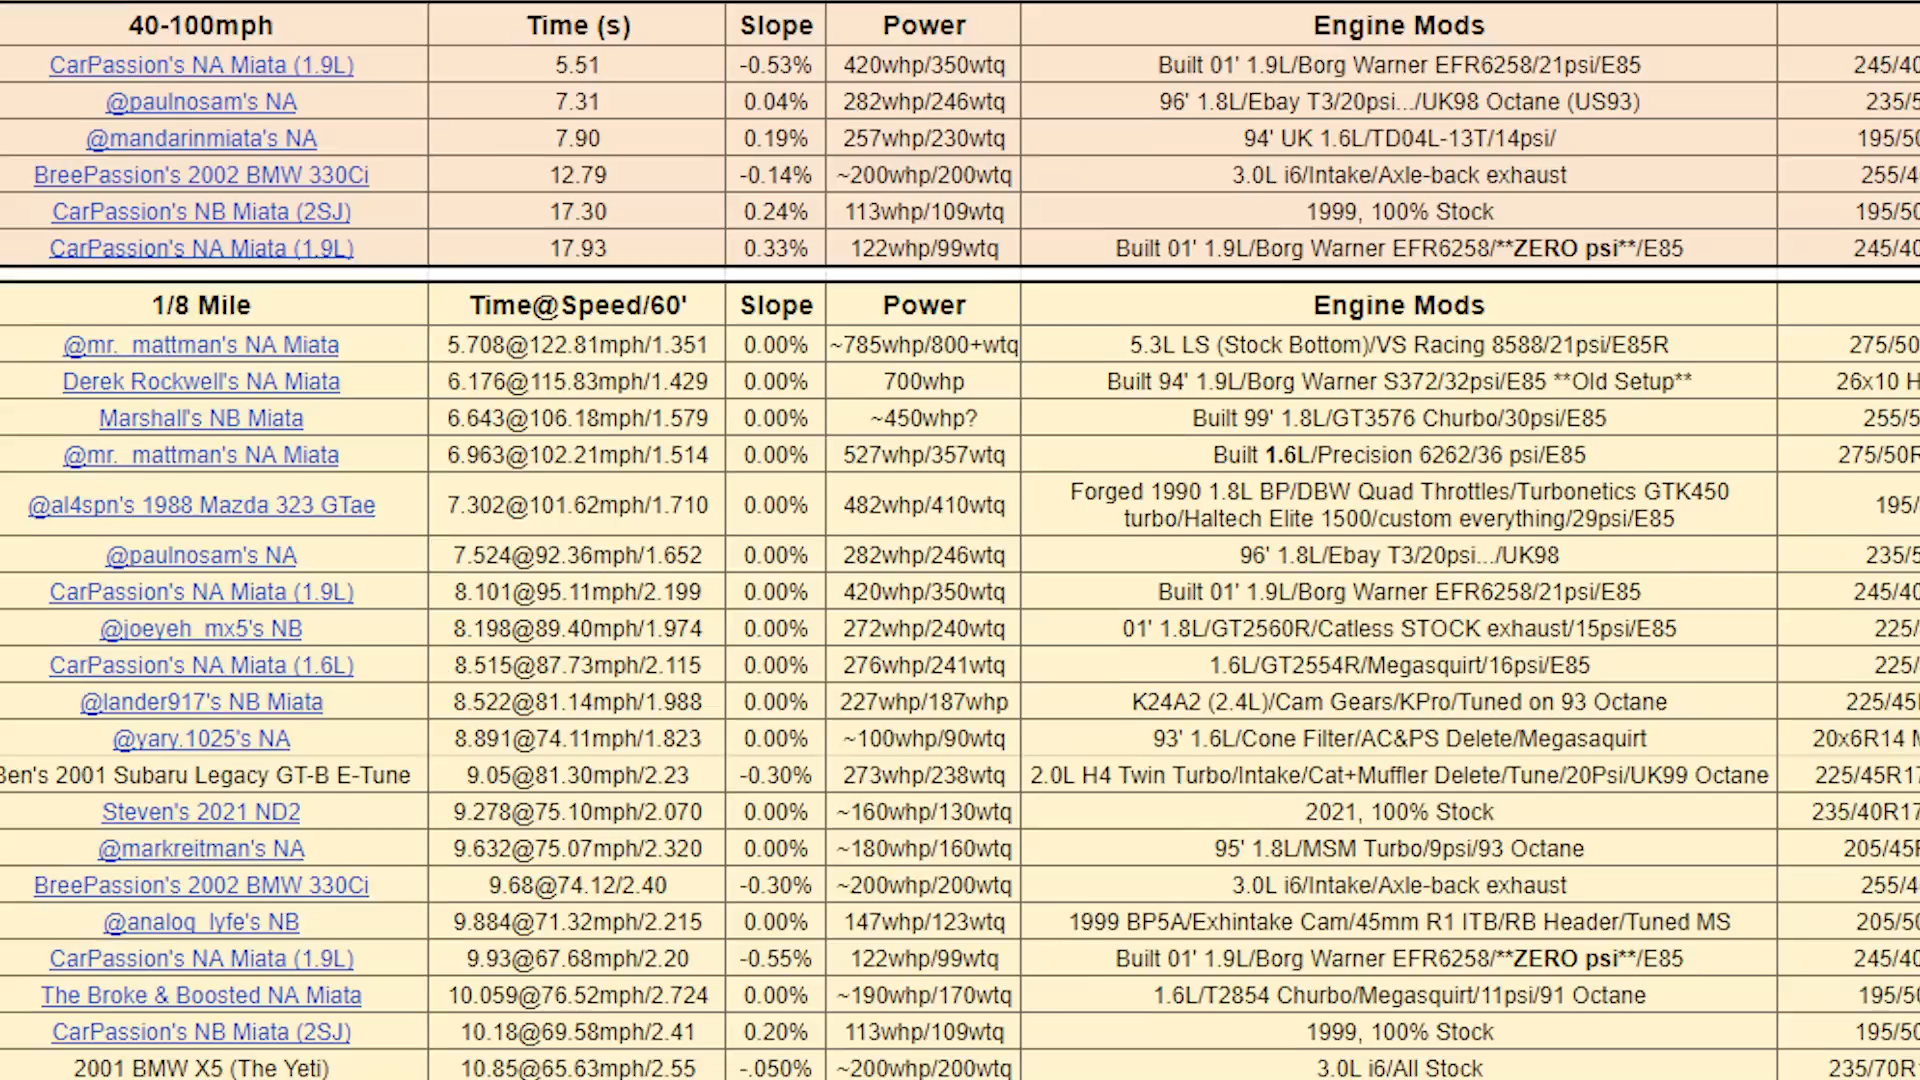 40-100mph Time (s) Slope Power Engine Mods
CarPassion's NA Miata (1.9L) 5.51 -0.53% 420whp/350wtq Built 01' 1.9L/Borg Warner EFR6258/21psi/E85 245/40
@paulnosam's NA 7.31 0.04% 282whp/246wtq 96' 1.8L/Ebay T3/20psi.../UK98 Octane (US93) 235/5
@mandarinmiata's NA 7.90 0.19% 257whp/230wtq 94' UK 1.6L/TD04L-13T/14psi/ 195/50
BreePassion's 2002 BMW 330Ci 12.79 -0.14% ~200whp/200wtq 3.0L i6/Intake/Axle-back exhaust 255/4
CarPassion's NB Miata (2SJ) 17.30 0.24% 113whp/109wtq 1999, 100% Stock 195/50
CarPassion's NA Miata (1.9L) 17.93 0.33% 122whp/99wtq Built 01' 1.9L/Borg Warner EFR6258/**ZERO psi**/E85 245/40
1/8 Mile Time@Speed/60' Slope Power Engine Mods
@mr._mattman's NA Miata 5.708@122.81mph/1.351 0.00% ~785whp/800+wtq 5.3L LS (Stock Bottom)/VS Racing 8588/21psi/E85R 275/50
Derek Rockwell's NA Miata 6.176@115.83mph/1.429 0.00% 700whp Built 94' 1.9L/Borg Warner S372/32psi/E85 **Old Setup** 26x10 H
Marshall's NB Miata 6.643@106.18mph/1.579 0.00% ~450whp? Built 99' 1.8L/GT3576 Churbo/30psi/E85 255/5
@mr._mattman's NA Miata 6.963@102.21mph/1.514 0.00% 527whp/357wtq Built 1.6L/Precision 6262/36 psi/E85 275/50R
@al4spn's 1988 Mazda 323 GTae 7.302@101.62mph/1.710 0.00% 482whp/410wtq Forged 1990 1.8L BP/DBW Quad Throttles/Turbonetics GTK450 195/
turbo/Haltech Elite 1500/custom everything/29psi/E85
@paulnosam's NA 7.524@92.36mph/1.652 0.00% 282whp/246wtq 96' 1.8L/Ebay T3/20psi.../UK98 235/5
CarPassion's NA Miata (1.9L) 8.101@95.11mph/2.199 0.00% 420whp/350wtq Built 01' 1.9L/Borg Warner EFR6258/21psi/E85 245/40
@joeyeh_mx5's NB 8.198@89.40mph/1.974 0.00% 272whp/240wtq 01' 1.8L/GT2560R/Catless STOCK exhaust/15psi/E85 225/
CarPassion's NA Miata (1.6L) 8.515@87.73mph/2.115 0.00% 276whp/241wtq 1.6L/GT2554R/Megasquirt/16psi/E85 225/
@lander917's NB Miata 8.522@81.14mph/1.988 0.00% 227whp/187whp K24A2 (2.4L)/Cam Gears/KPro/Tuned on 93 Octane 225/45
@yary.1025's NA 8.891@74.11mph/1.823 0.00% ~100whp/90wtq 93' 1.6L/Cone Filter/AC&PS Delete/Megasaquirt 20x6R14 M
Ben's 2001 Subaru Legacy GT-B E-Tune 9.05@81.30mph/2.23 -0.30% 273whp/238wtq 2.0L H4 Twin Turbo/Intake/Cat+Muffler Delete/Tune/20Psi/UK99 Octane 225/45R17
Steven's 2021 ND2 9.278@75.10mph/2.070 0.00% ~160whp/130wtq 2021, 100% Stock 235/40R17
@markreitman's NA 9.632@75.07mph/2.320 0.00% ~180whp/160wtq 95' 1.8L/MSM Turbo/9psi/93 Octane 205/45
BreePassion's 2002 BMW 330Ci 9.68@74.12/2.40 -0.30% ~200whp/200wtq 3.0L i6/Intake/Axle-back exhaust 255/4
@analog_lyfe's NB 9.884@71.32mph/2.215 0.00% 147whp/123wtq 1999 BP5A/Exhintake Cam/45mm R1 ITB/RB Header/Tuned MS 205/50
CarPassion's NA Miata (1.9L) 9.93@67.68mph/2.20 -0.55% 122whp/99wtq Built 01' 1.9L/Borg Warner EFR6258/**ZERO psi**/E85 245/40
The Broke & Boosted NA Miata 10.059@76.52mph/2.724 0.00% ~190whp/170wtq 1.6L/T2854 Churbo/Megasquirt/11psi/91 Octane 195/50
CarPassion's NB Miata (2SJ) 10.18@69.58mph/2.41 0.20% 113whp/109wtq 1999, 100% Stock 195/50
2001 BMW X5 (The Yeti) 10.85@65.63mph/2.55 -.050% ~200whp/200wtq 3.0L i6/All Stock 235/70R